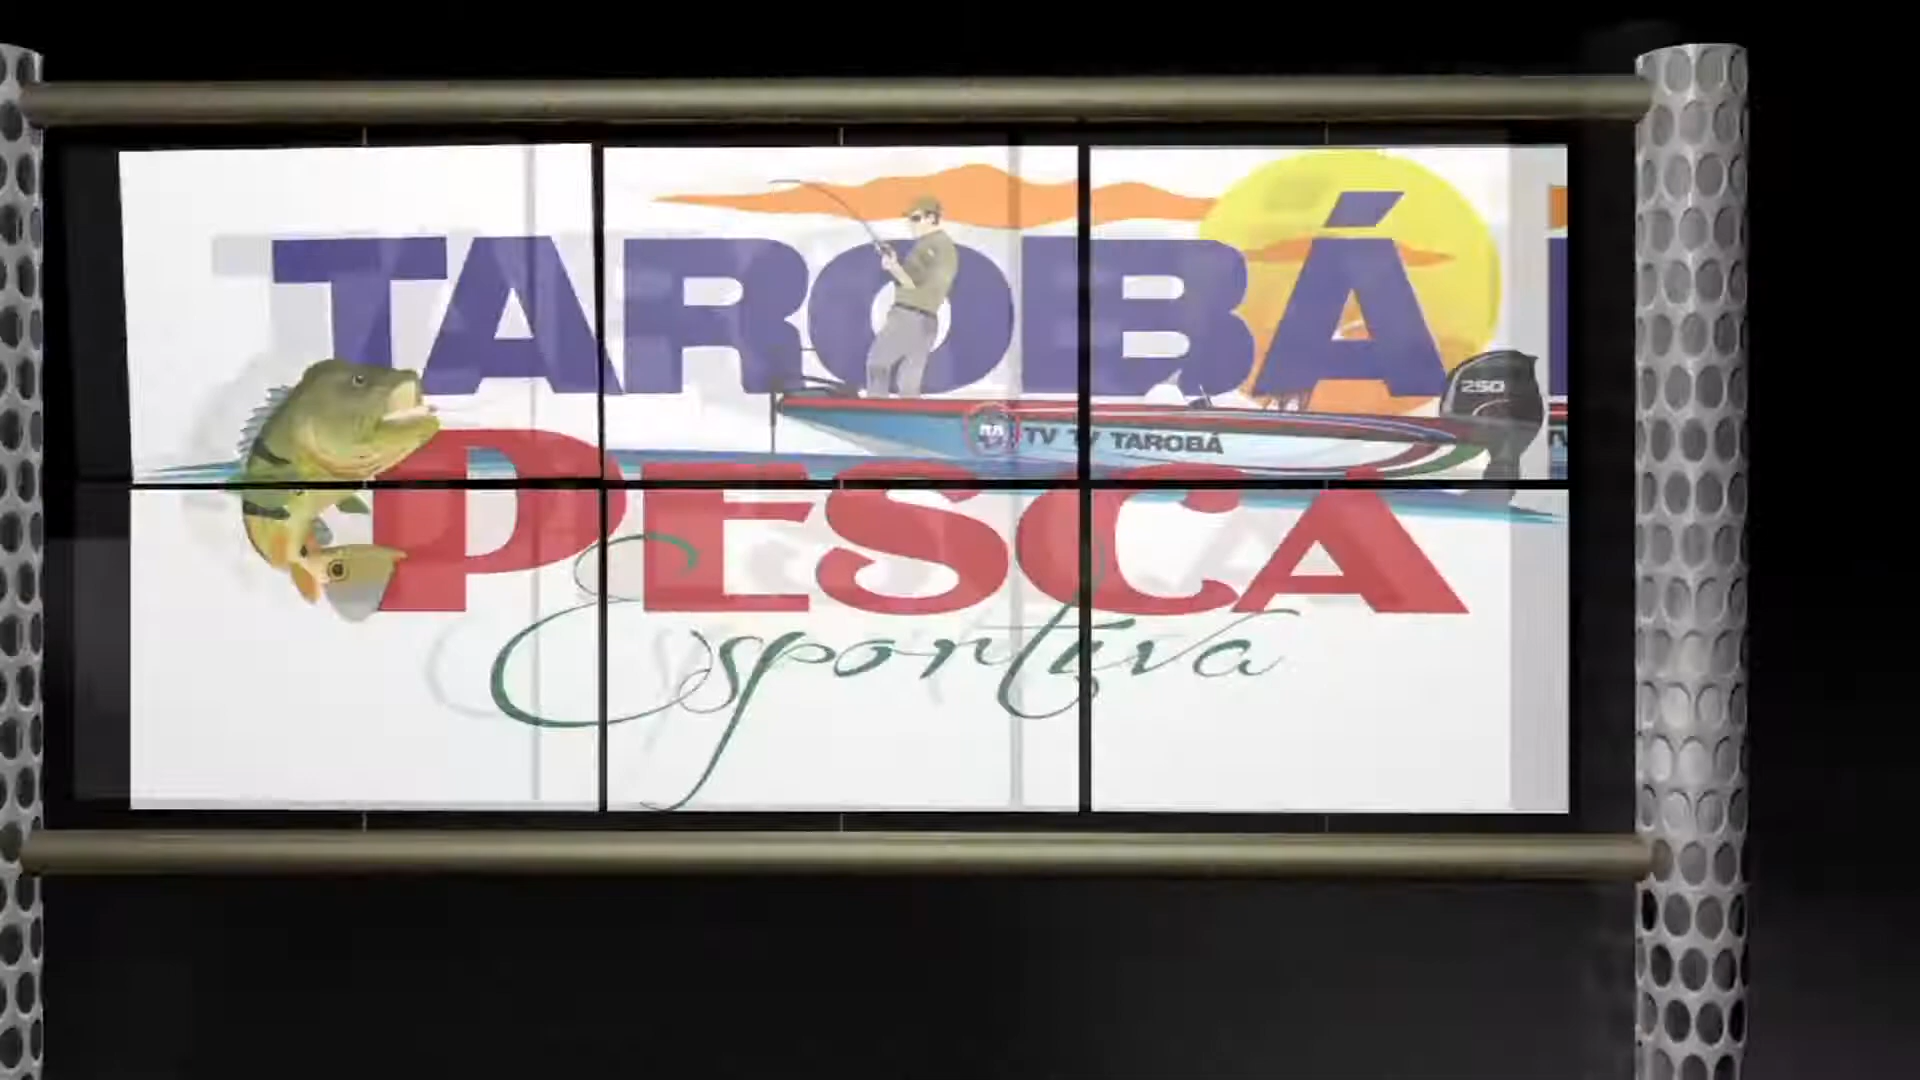 TAROBÁ
250
TV TV TAROBÁ
PESCA
Esportiva